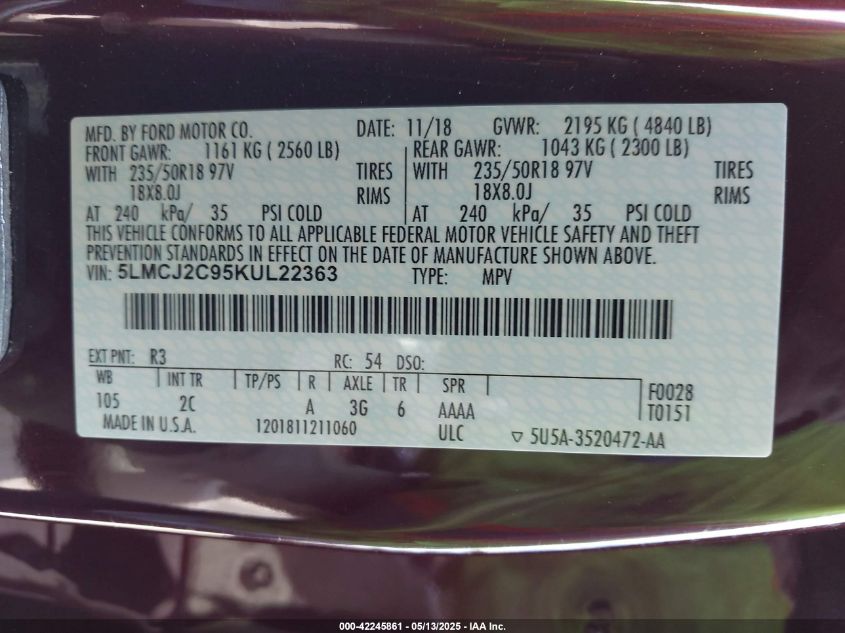 MFD. BY FORD MOTOR CO. DATE: 11/18 GVWR: 2195 KG ( 4840 LB)
FRONT GAWR: 1161 KG ( 2560 LB) REAR GAWR: 1043 KG ( 2300 LB)
WITH 235/50R18 97V TIRES WITH 235/50R18 97V TIRES
18X8.0J RIMS 18X8.0J RIMS
AT 240 kPa/ 35 PSI COLD AT 240 kPa/ 35 PSI COLD
THIS VEHICLE CONFORMS TO ALL APPLICABLE FEDERAL MOTOR VEHICLE SAFETY AND THEFT
PREVENTION STANDARDS IN EFFECT ON THE DATE OF MANUFACTURE SHOWN ABOVE.
VIN: 5LMCJ2C95KUL22363 TYPE: MPV
EXT PNT: R3 RC: 54 DSO:
WB INT TR TP/PS R AXLE TR SPR F0028
105 2C A 3G 6 AAAA T0151
MADE IN U.S.A. 1201811211060 ULC 5U5A-3520472-AA
000-42245861 - 05/13/2025 - IAA Inc.